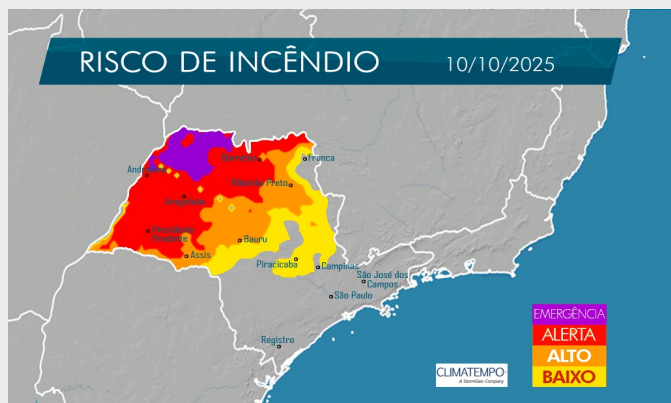 RISCO DE INCÊNDIO 10/10/2025
Andradina
Barretos
Franca
Ribeirão Preto
Araçatuba
Presidente
Prudente
Bauru
Assis
Piracicaba
Campinas
São José dos
Campos
São Paulo
Registro
EMERGÊNCIA
ALERTA
ALTO
BAIXO
CLIMATEMPO
A StormGeo Company